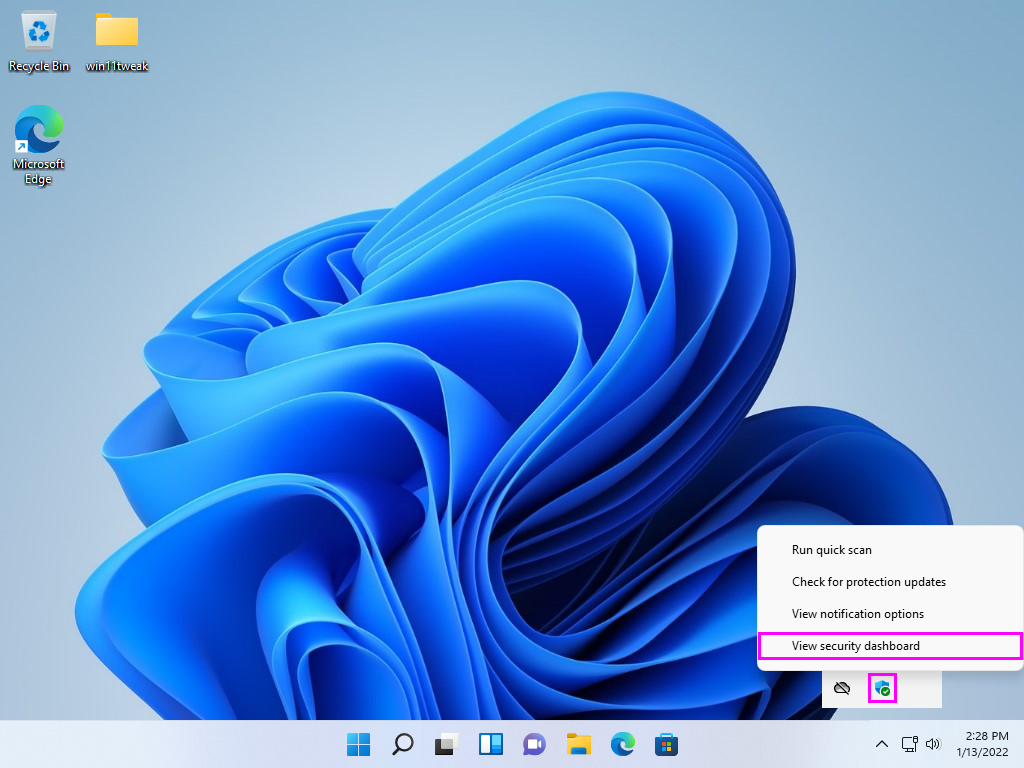 Recycle Bin
win11tweak
Microsoft
Edge
Run quick scan
Check for protection updates
View notification options
View security dashboard
2:28 PM
1/13/2022